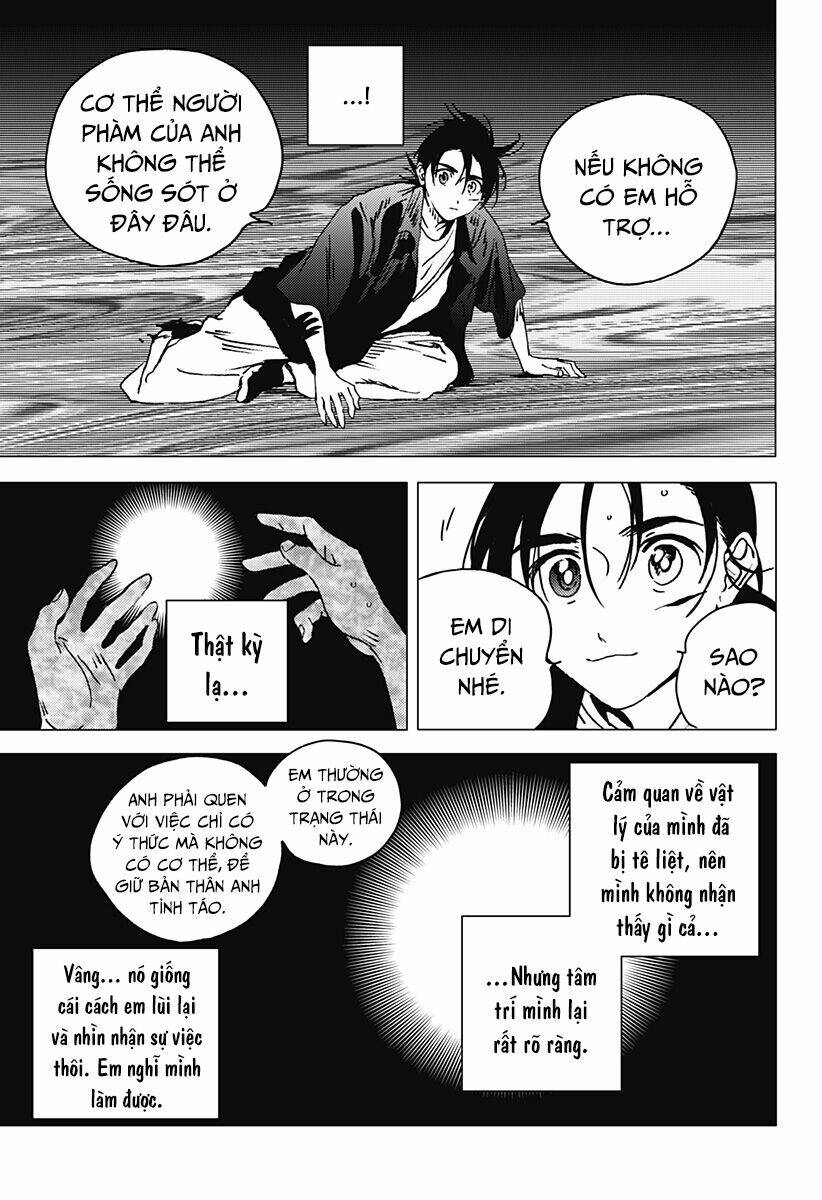 NẾU KHÔNG
CÓ EM HỖ
TRỢ...
...!
CƠ THỂ NGƯỜI
PHÀM CỦA ANH
KHÔNG THỂ
SỐNG SÓT Ở
ĐÂY ĐÂU.
SAO
NÀO?
EM DI
CHUYỂN
NHÉ.
Thật kỳ
lạ...
Cảm quan về vật
lý của mình đã
bị tê liệt, nên
mình không nhận
thấy gì cả...
...Nhưng tâm
trí mình lại
rất rõ ràng.
EM THƯỜNG
Ở TRONG
TRẠNG THÁI
NÀY.
ANH PHẢI QUEN
VỚI VIỆC CHỈ CÓ
Ý THỨC MÀ KHÔNG
CÓ CƠ THỂ, ĐỂ
GIỮ BẢN THÂN ANH
TỈNH TÁO.
Vâng... nó giống
cái cách em lùi lại
và nhìn nhận sự việc
thôi. Em nghĩ mình
làm được.